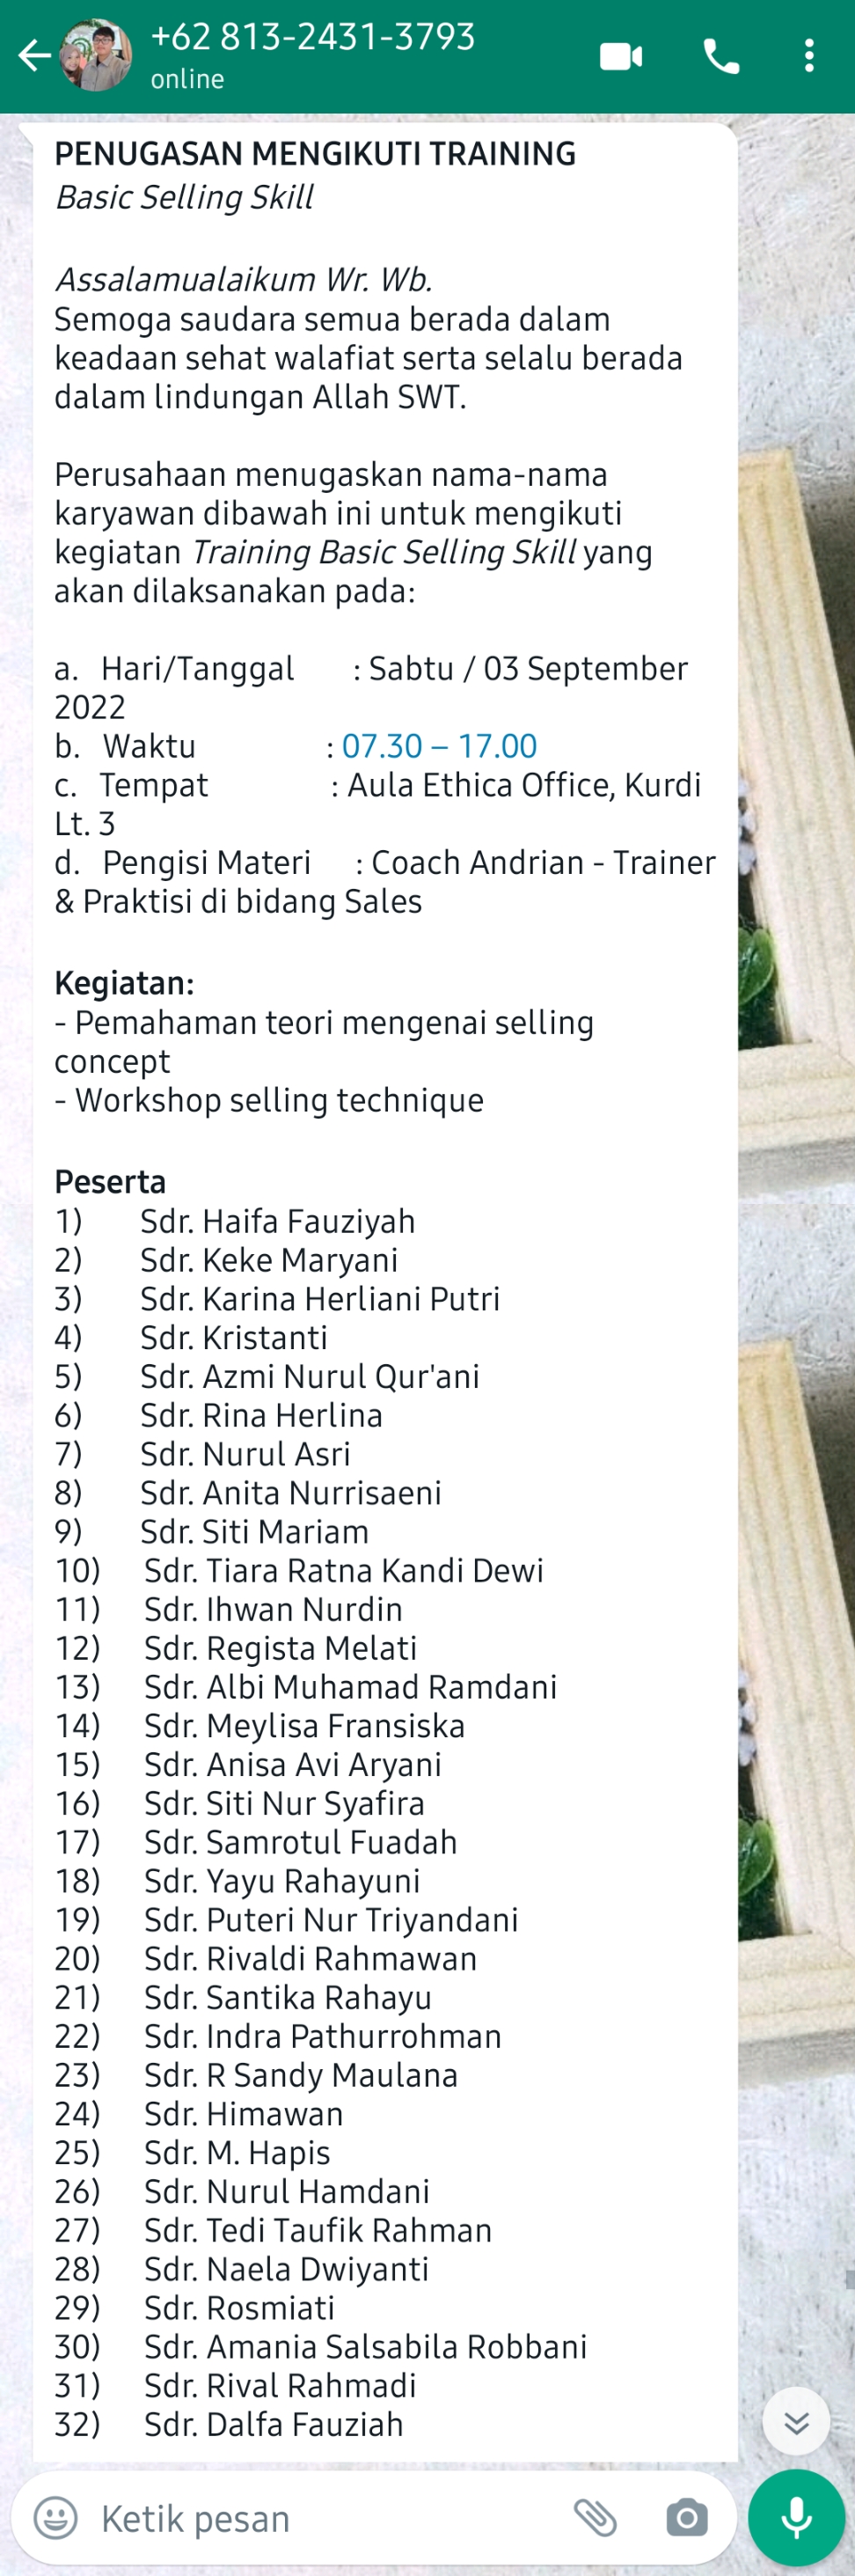 +62 813-2431-3793
online
PENUGASAN MENGIKUTI TRAINING
Basic Selling Skill
Assalamualaikum Wr. Wb.
Semoga saudara semua berada dalam
keadaan sehat walafiat serta selalu berada
dalam lindungan Allah SWT.
Perusahaan menugaskan nama-nama
karyawan dibawah ini untuk mengikuti
kegiatan Training Basic Selling Skill yang
akan dilaksanakan pada:
a. Hari/Tanggal : Sabtu / 03 September
2022
b. Waktu : 07.30 – 17.00
c. Tempat : Aula Ethica Office, Kurdi
Lt. 3
d. Pengisi Materi : Coach Andrian - Trainer
& Praktisi di bidang Sales
Kegiatan:
- Pemahaman teori mengenai selling
concept
- Workshop selling technique
Peserta
1) Sdr. Haifa Fauziyah
2) Sdr. Keke Maryani
3) Sdr. Karina Herliani Putri
4) Sdr. Kristanti
5) Sdr. Azmi Nurul Qur'ani
6) Sdr. Rina Herlina
7) Sdr. Nurul Asri
8) Sdr. Anita Nurrisaeni
9) Sdr. Siti Mariam
10) Sdr. Tiara Ratna Kandi Dewi
11) Sdr. Ihwan Nurdin
12) Sdr. Regista Melati
13) Sdr. Albi Muhamad Ramdani
14) Sdr. Meylisa Fransiska
15) Sdr. Anisa Avi Aryani
16) Sdr. Siti Nur Syafira
17) Sdr. Samrotul Fuadah
18) Sdr. Yayu Rahayuni
19) Sdr. Puteri Nur Triyandani
20) Sdr. Rivaldi Rahmawan
21) Sdr. Santika Rahayu
22) Sdr. Indra Pathurrohman
23) Sdr. R Sandy Maulana
24) Sdr. Himawan
25) Sdr. M. Hapis
26) Sdr. Nurul Hamdani
27) Sdr. Tedi Taufik Rahman
28) Sdr. Naela Dwiyanti
29) Sdr. Rosmiati
30) Sdr. Amania Salsabila Robbani
31) Sdr. Rival Rahmadi
32) Sdr. Dalfa Fauziah
Ketik pesan